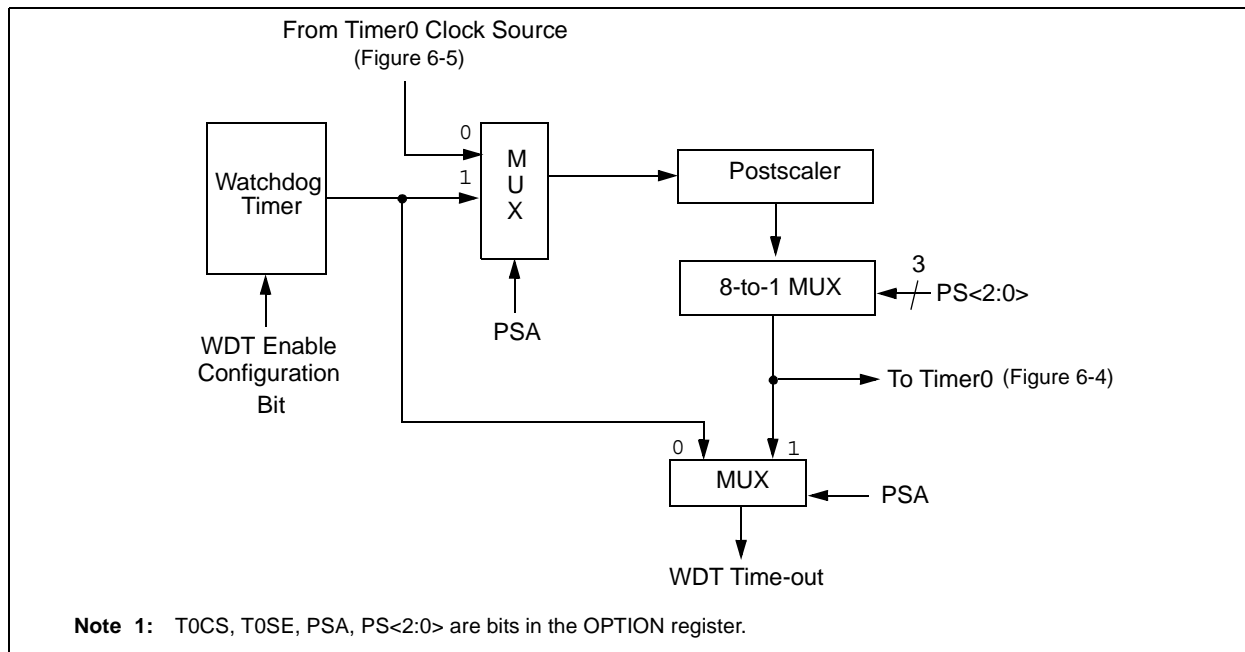 From Timer0 Clock Source
(Figure 6-5)
0
1
M
U
X
Watchdog
Timer
Postscaler
8-to-1 MUX
3
PS<2:0>
PSA
WDT Enable
Configuration
Bit
To Timer0 (Figure 6-4)
0
1
MUX
PSA
WDT Time-out
Note 1: T0CS, T0SE, PSA, PS<2:0> are bits in the OPTION register.